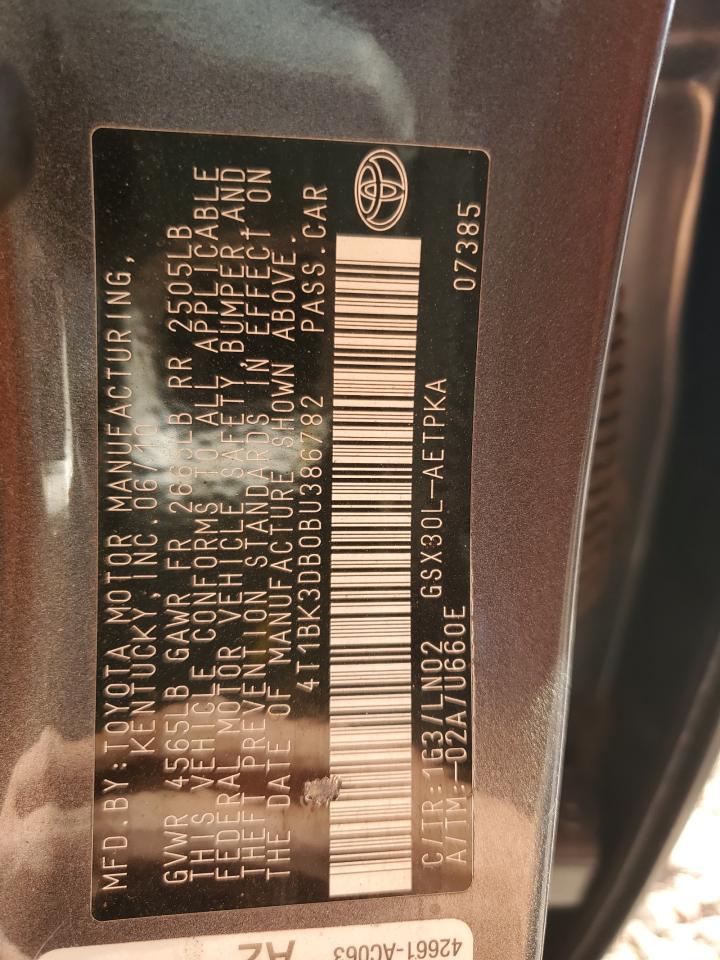 MFD.BY:TOYOTA MOTOR MANUFACTURING,
KENTUCKY,INC.06/10
GVWR 4565LB GAWR FR 2665LB RR 2505LB
THIS VEHICLE CONFORMS TO ALL APPLICABLE
FEDERAL MOTOR VEHICLE SAFETY,BUMPER,AND
THEFT PREVENTION STANDARDS IN EFFECT ON
THE DATE OF MANUFACTURE SHOWN ABOVE.
4T1BK3DB0BU386782 PASS.CAR
C/TR:1G3/LN02 GSX30L-AETPKA 07385
A/TM:-02A/U660E
42661-AC063
AZ